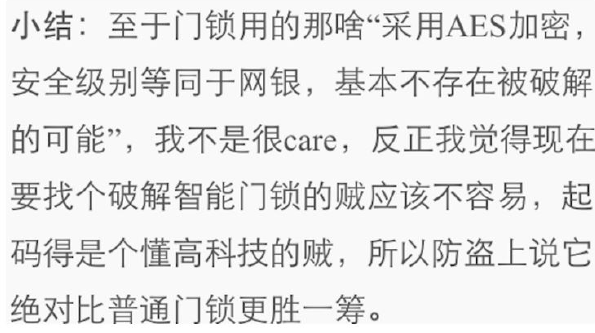 小结：至于门锁用的那啥“采用AES加密，
安全级别等同于网银，基本不存在被破解
的可能”，我不是很care，反正我觉得现在
要找个破解智能门锁的贼应该不容易，起
码得是个懂高科技的贼，所以防盗上说它
绝对比普通门锁更胜一筹。